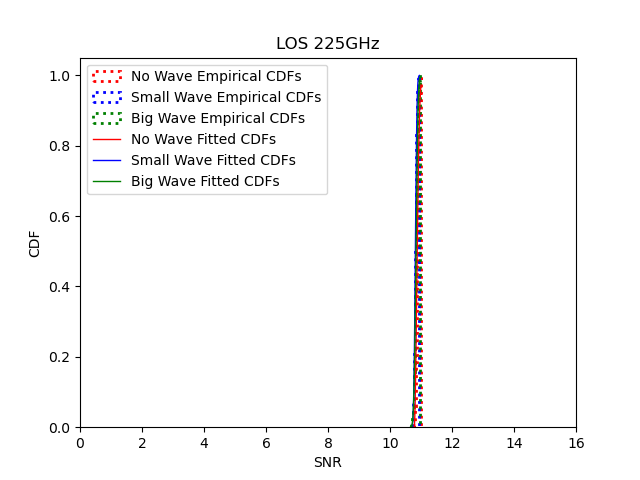 LOS 225GHz
No Wave Empirical CDFs
Small Wave Empirical CDFs
Big Wave Empirical CDFs
No Wave Fitted CDFs
Small Wave Fitted CDFs
Big Wave Fitted CDFs
1.0
0.8
0.6
0.4
0.2
0.0
CDF
0 2 4 6 8 10 12 14 16
SNR